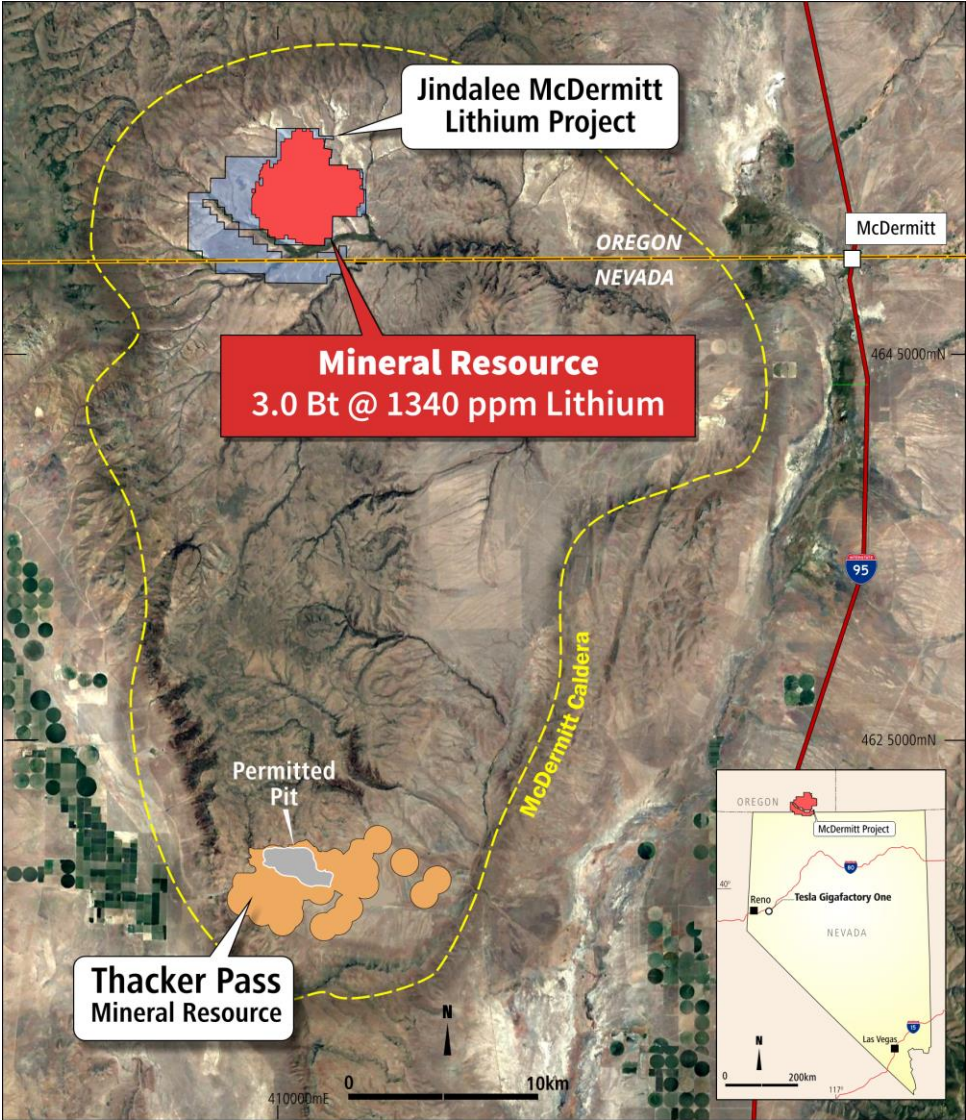 Jindalee McDermitt
Lithium Project
McDermitt
OREGON
NEVADA
Mineral Resource
3.0 Bt @ 1340 ppm Lithium
464 5000mN
INTERSTATE
95
McDermitt Caldera
462 5000mN
Permitted
Pit
Thacker Pass
Mineral Resource
N
0
10km
410000mE
OREGON
McDermitt Project
80
40°
Reno
Tesla Gigafactory One
NEVADA
15
Las Vegas
N
0
200km
117°